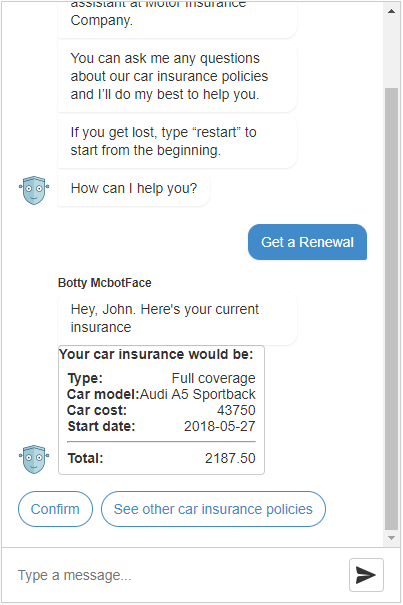 assistant at Motor Insurance
Company.
You can ask me any questions
about our car insurance policies
and I’ll do my best to help you.
If you get lost, type “restart” to
start from the beginning.
How can I help you?
Get a Renewal
Botty McbotFace
Hey, John. Here's your current
insurance
Your car insurance would be:
Type: Full coverage
Car model:Audi A5 Sportback
Car cost: 43750
Start date: 2018-05-27
Total: 2187.50
Confirm See other car insurance policies
Type a message...